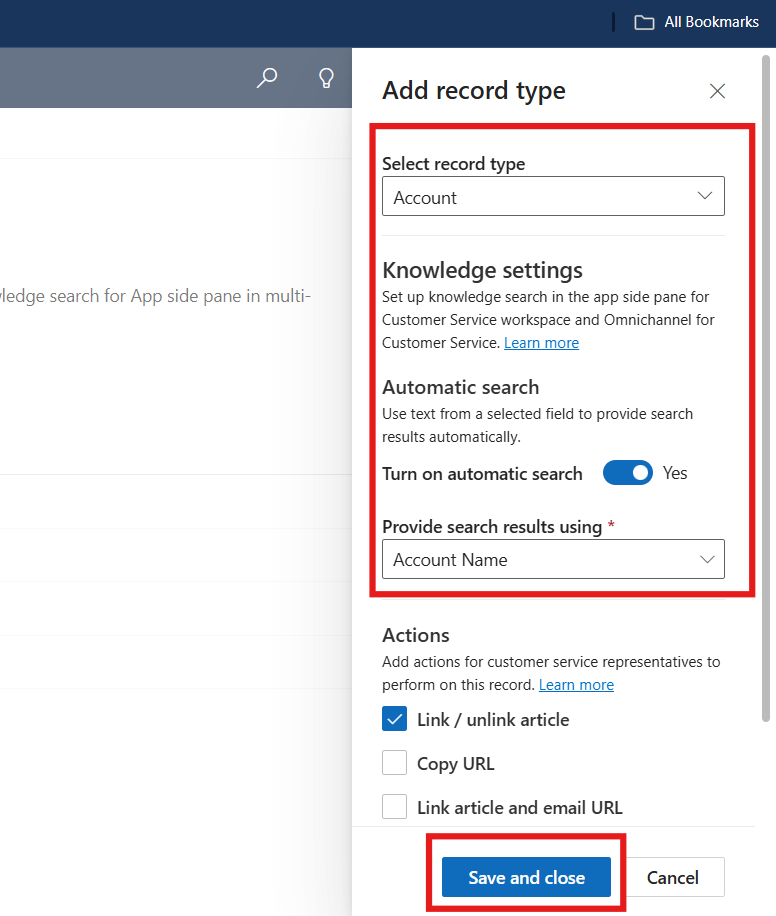 All Bookmarks
Add record type
Select record type
Account
Knowledge settings
Set up knowledge search in the app side pane for
Customer Service workspace and Omnichannel for
Customer Service. Learn more
search for App side pane in multi-
Automatic search
Use text from a selected field to provide search
results automatically.
Turn on automatic search Yes
Provide search results using *
Account Name
Actions
Add actions for customer service representatives to
perform on this record. Learn more
Link / unlink article
Copy URL
Link article and email URL
Save and close
Cancel